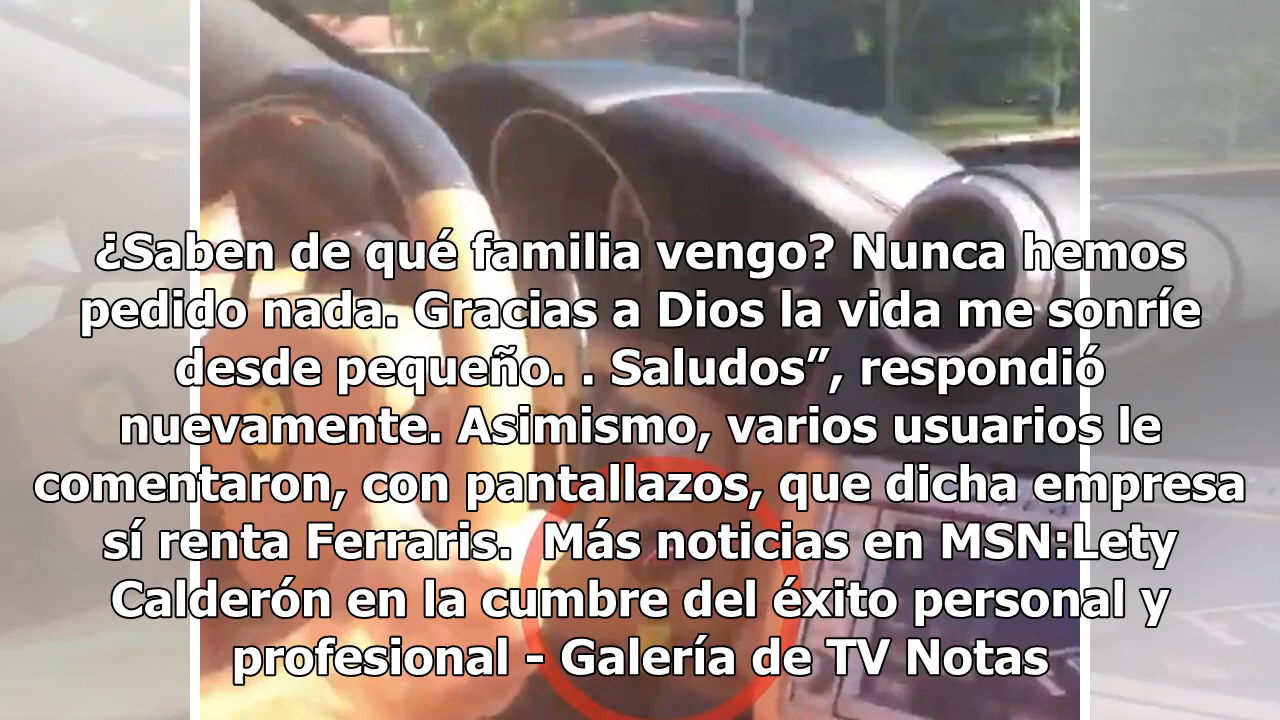 ¿Saben de qué familia vengo? Nunca hemos
pedido nada. Gracias a Dios la vida me sonríe
desde pequeño. . Saludos”, respondió
nuevamente. Asimismo, varios usuarios le
comentaron, con pantallazos, que dicha empresa
sí renta Ferraris.  Más noticias en MSN:Lety
Calderón en la cumbre del éxito personal y
profesional - Galería de TV Notas